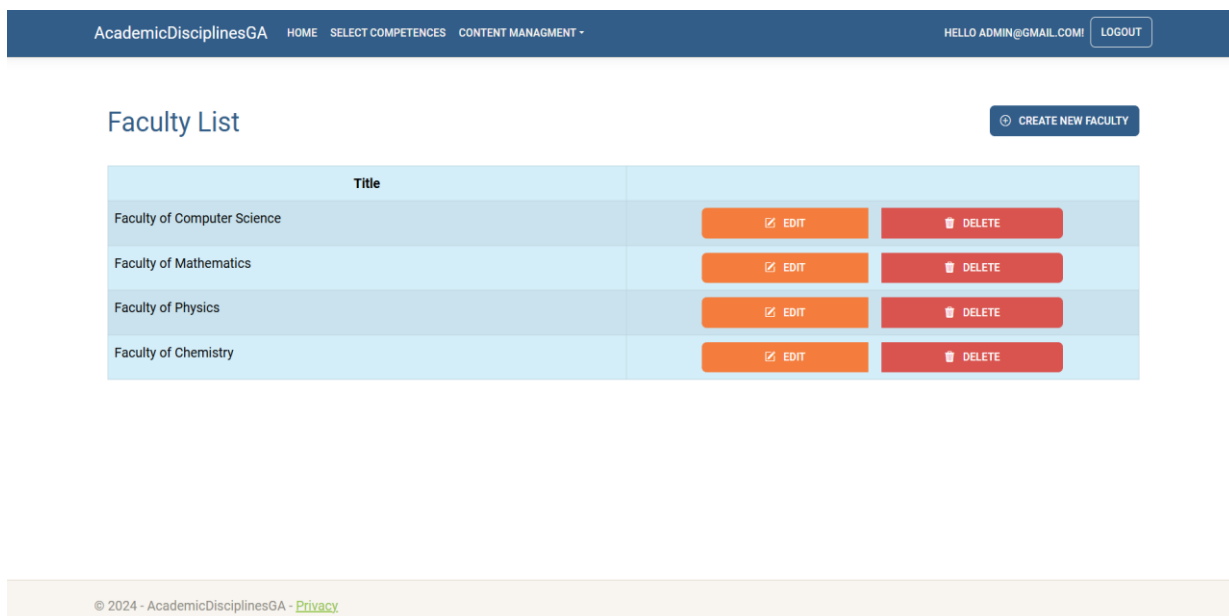 AcademicDisciplinesGA HOME SELECT COMPETENCES CONTENT MANAGMENT HELLO ADMIN@GMAIL.COM! LOGOUT
Faculty List CREATE NEW FACULTY
Title
Faculty of Computer Science EDIT DELETE
Faculty of Mathematics EDIT DELETE
Faculty of Physics EDIT DELETE
Faculty of Chemistry EDIT DELETE
© 2024 - AcademicDisciplinesGA - Privacy